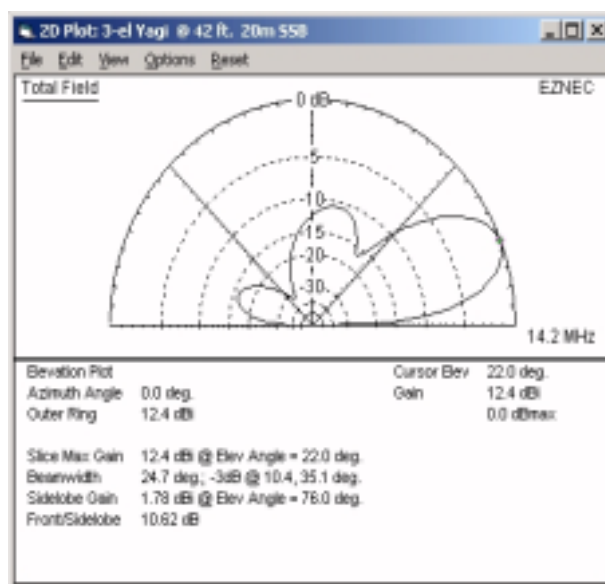 2D Plot: 3-el Yagi @ 42 ft. 20m SSB
File Edit View Options Reset
Total Field
EZNEC
0 dB
5
10
15
20
30
14.2 MHz
Elevation Plot
Cursor Elev 22.0 deg.
Azimuth Angle 0.0 deg.
Gain 12.4 dBi
Outer Ring 12.4 dBi
0.0 dBmax
Slice Max Gain 12.4 dBi @ Elev Angle = 22.0 deg.
Beamwidth 24.7 deg.; -3dB @ 10.4, 35.1 deg.
Sidelobe Gain 1.78 dBi @ Elev Angle = 76.0 deg.
Front/Sidelobe 10.62 dB